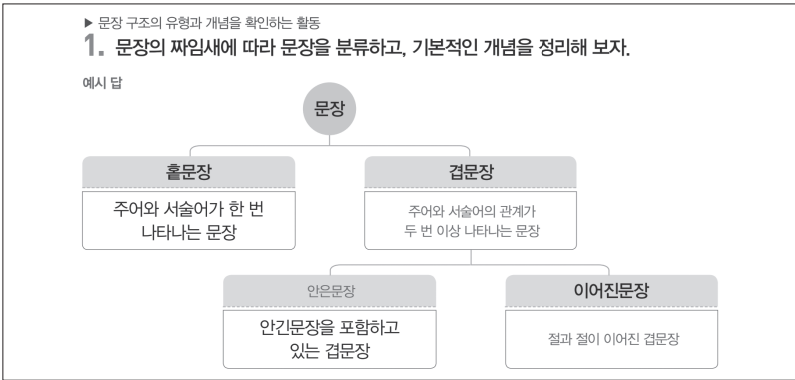 ▶ 문장 구조의 유형과 개념을 확인하는 활동
1. 문장의 짜임새에 따라 문장을 분류하고, 기본적인 개념을 정리해 보자.
예시 답
문장
홑문장
주어와 서술어가 한 번
나타나는 문장
겹문장
주어와 서술어의 관계가
두 번 이상 나타나는 문장
안은문장
안긴문장을 포함하고
있는 겹문장
이어진문장
절과 절이 이어진 겹문장